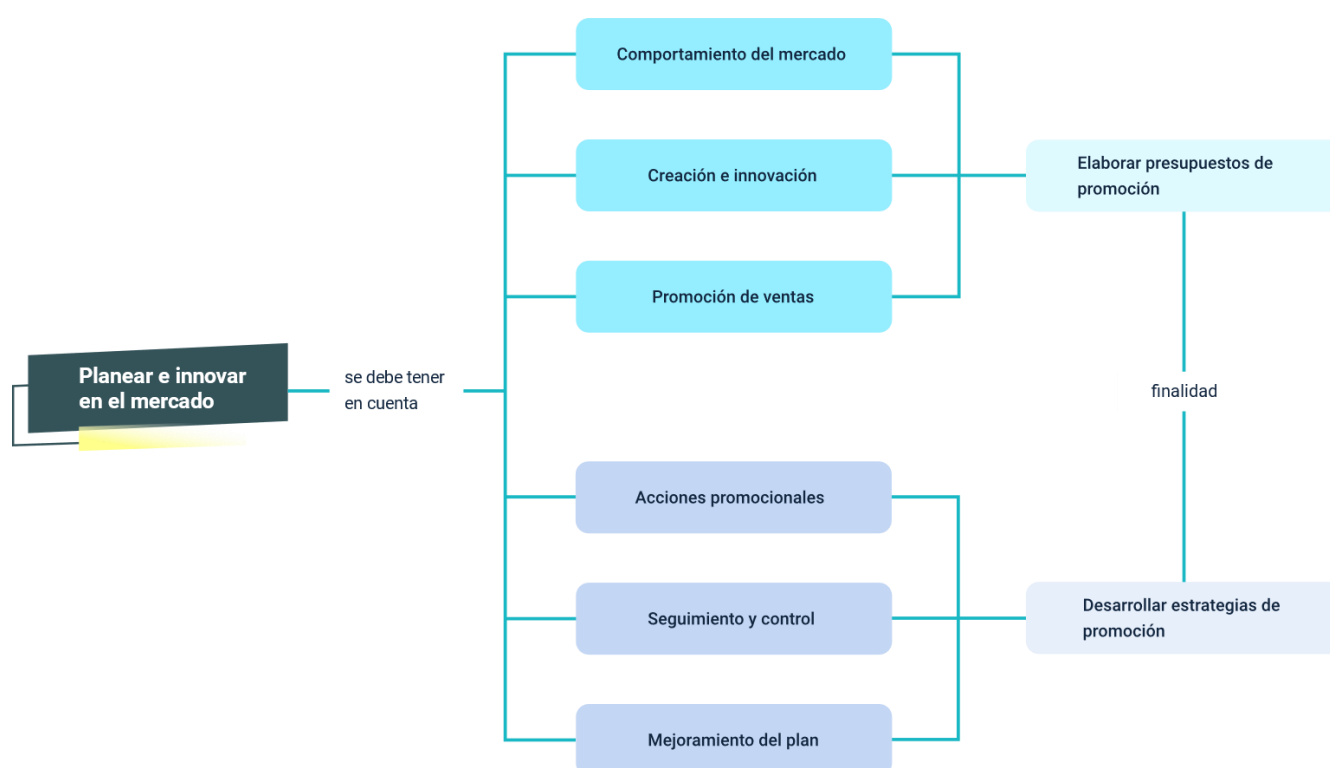 Comportamiento del mercado
Creación e innovación
Elaborar presupuestos de
promoción
Promoción de ventas
Planear e innovar
en el mercado
se debe tener
en cuenta
finalidad
Acciones promocionales
Seguimiento y control
Desarrollar estrategias de
promoción
Mejoramiento del plan